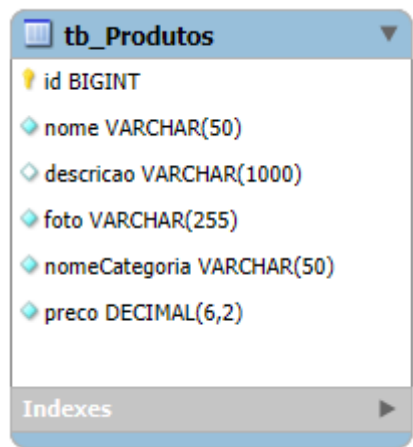 tb_Produtos
id BIGINT
nome VARCHAR(50)
descricao VARCHAR(1000)
foto VARCHAR(255)
nomeCategoria VARCHAR(50)
preco DECIMAL(6,2)
Indexes